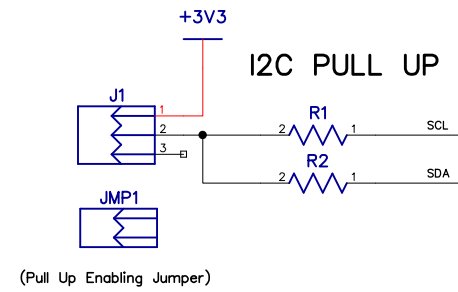 +3V3
I2C PULL UP
J1
1
2
3
2 R1 1 SCL
2 R2 1 SDA
JMP1
(Pull Up Enabling Jumper)